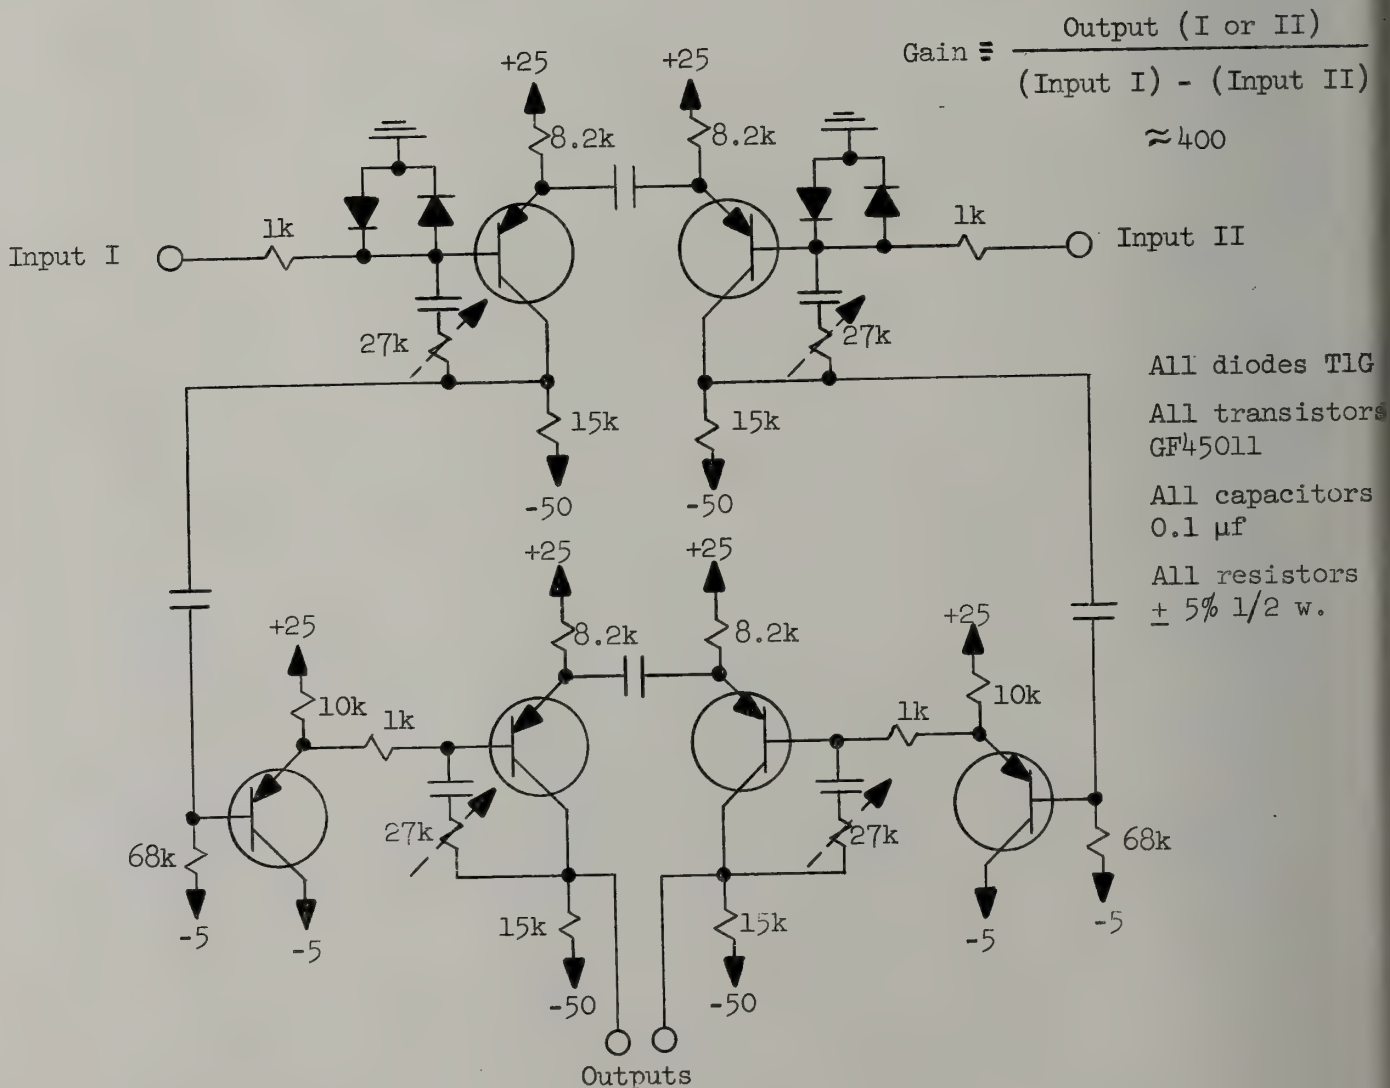 Gain ≡ Output (I or II)
(Input I) - (Input II)
≈ 400
+25
+25
8.2k
8.2k
1k
1k
Input I
Input II
27k
27k
15k
15k
-50
-50
All diodes T1G
All transistors
GF45011
All capacitors
0.1 µf
All resistors
± 5% 1/2 w.
+25
+25
8.2k
8.2k
+25
+25
10k
10k
1k
1k
27k
27k
68k
68k
-5
-5
-5
-5
15k
15k
-50
-50
Outputs